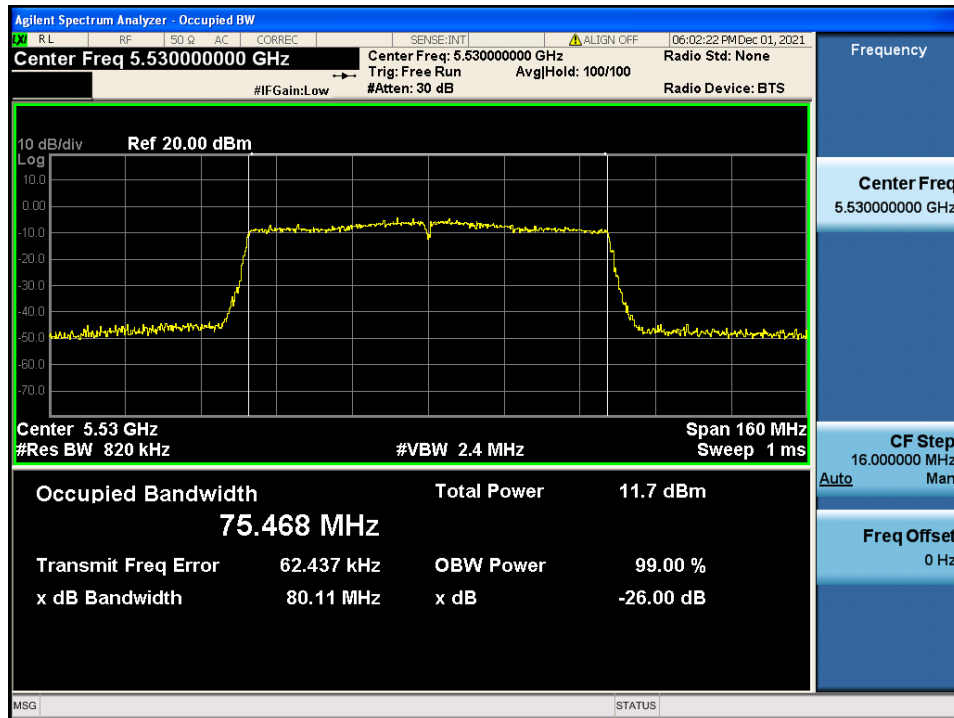 Agilent Spectrum Analyzer - Occupied BW
LXI RL RF 50 Ω AC CORREC SENSE:INT ALIGN OFF 06:02:22 PM Dec 01, 2021
Center Freq 5.530000000 GHz
Center Freq: 5.530000000 GHz
Radio Std: None
Trig: Free Run Avg|Hold: 100/100
#IFGain:Low
#Atten: 30 dB
Radio Device: BTS
10 dB/div Ref 20.00 dBm
Log
10.0
0.00
-10.0
-20.0
-30.0
-40.0
-50.0
-60.0
-70.0
Center 5.53 GHz Span 160 MHz
#Res BW 820 kHz #VBW 2.4 MHz Sweep 1 ms
Occupied Bandwidth Total Power 11.7 dBm
75.468 MHz
Transmit Freq Error 62.437 kHz OBW Power 99.00 %
x dB Bandwidth 80.11 MHz x dB -26.00 dB
MSG STATUS
Frequency
Center Freq
5.530000000 GHz
CF Step
16.000000 MHz
Auto Man
Freq Offset
0 Hz